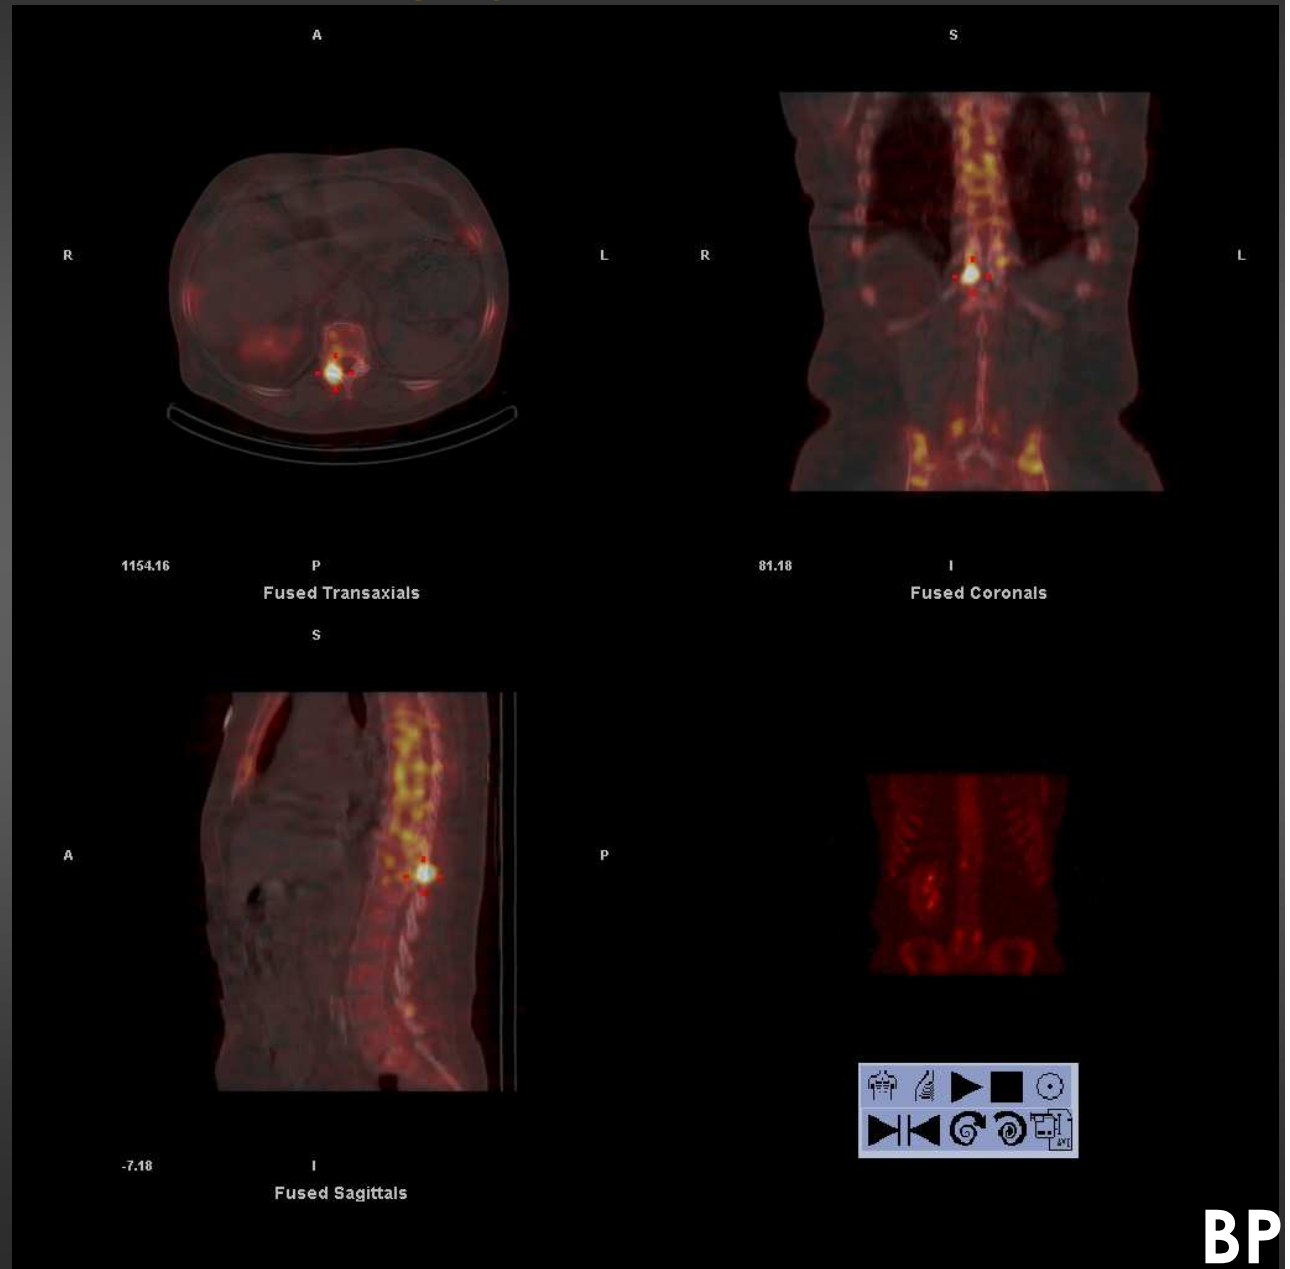 A
S
R
L
R
L
1154.16
P
81.18
I
Fused Transaxials
Fused Coronals
S
A
P
-7.18
I
Fused Sagittals
BP